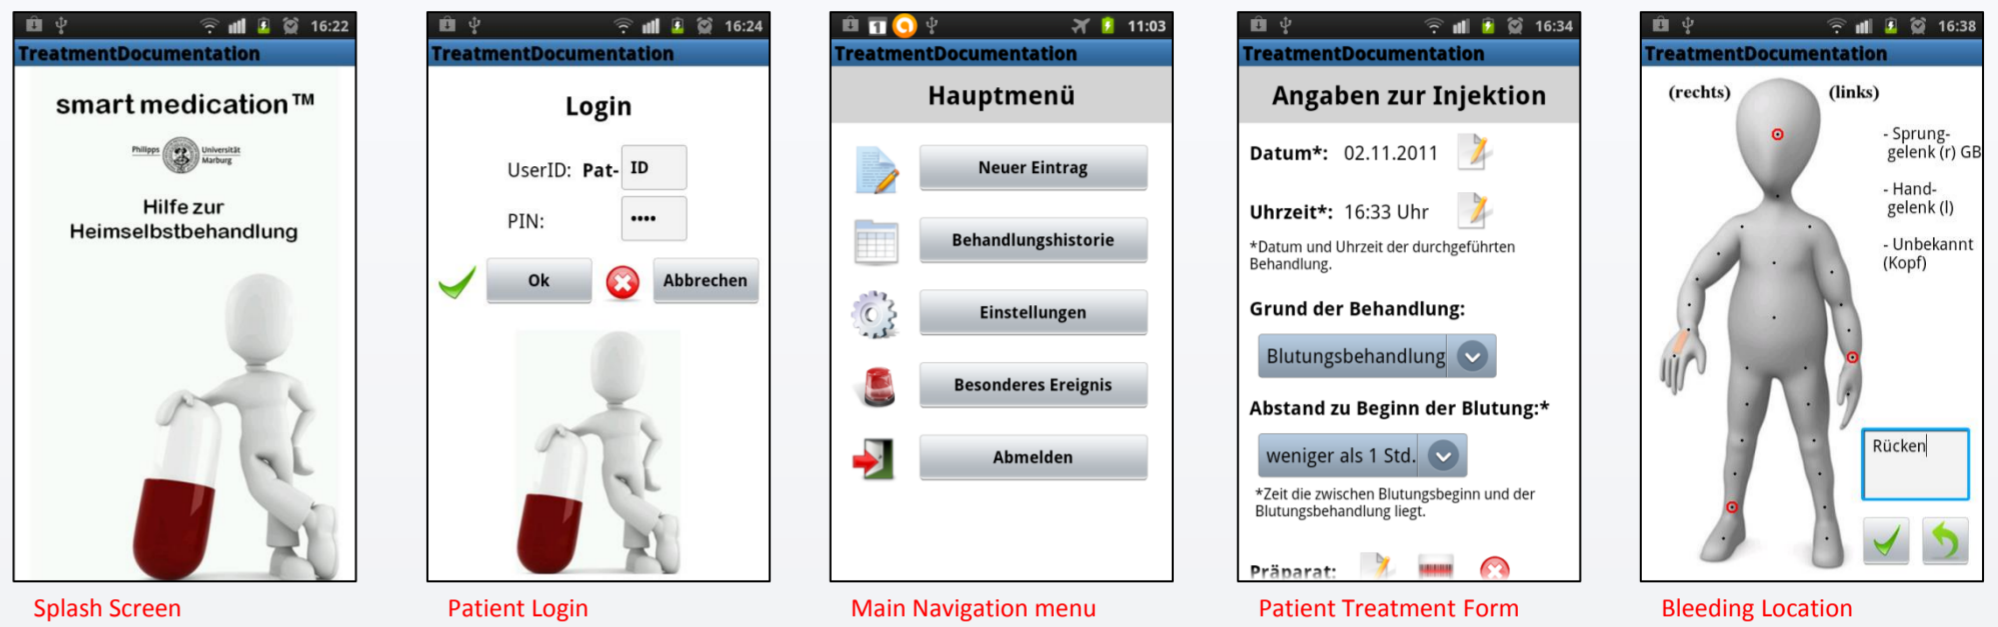 16:22
TreatmentDocumentation
smart medication™
Philipps Universität
Marburg
Hilfe zur
Heimselbstbehandlung
Splash Screen
16:24
TreatmentDocumentation
Login
UserID: Pat- ID
PIN: ••••
Ok Abbrechen
Patient Login
1 11:03
TreatmentDocumentation
Hauptmenü
Neuer Eintrag
Behandlungshistorie
Einstellungen
Besonderes Ereignis
Abmelden
Main Navigation menu
16:34
TreatmentDocumentation
Angaben zur Injektion
Datum*: 02.11.2011
Uhrzeit*: 16:33 Uhr
*Datum und Uhrzeit der durchgeführten
Behandlung.
Grund der Behandlung:
Blutungsbehandlung
Abstand zu Beginn der Blutung:*
weniger als 1 Std.
*Zeit die zwischen Blutungsbeginn und der
Blutungsbehandlung liegt.
Präparat:
Patient Treatment Form
16:38
TreatmentDocumentation
(rechts) (links)
- Sprung-
gelenk (r) GB
- Hand-
gelenk (l)
- Unbekannt
(Kopf)
Rücken
Bleeding Location